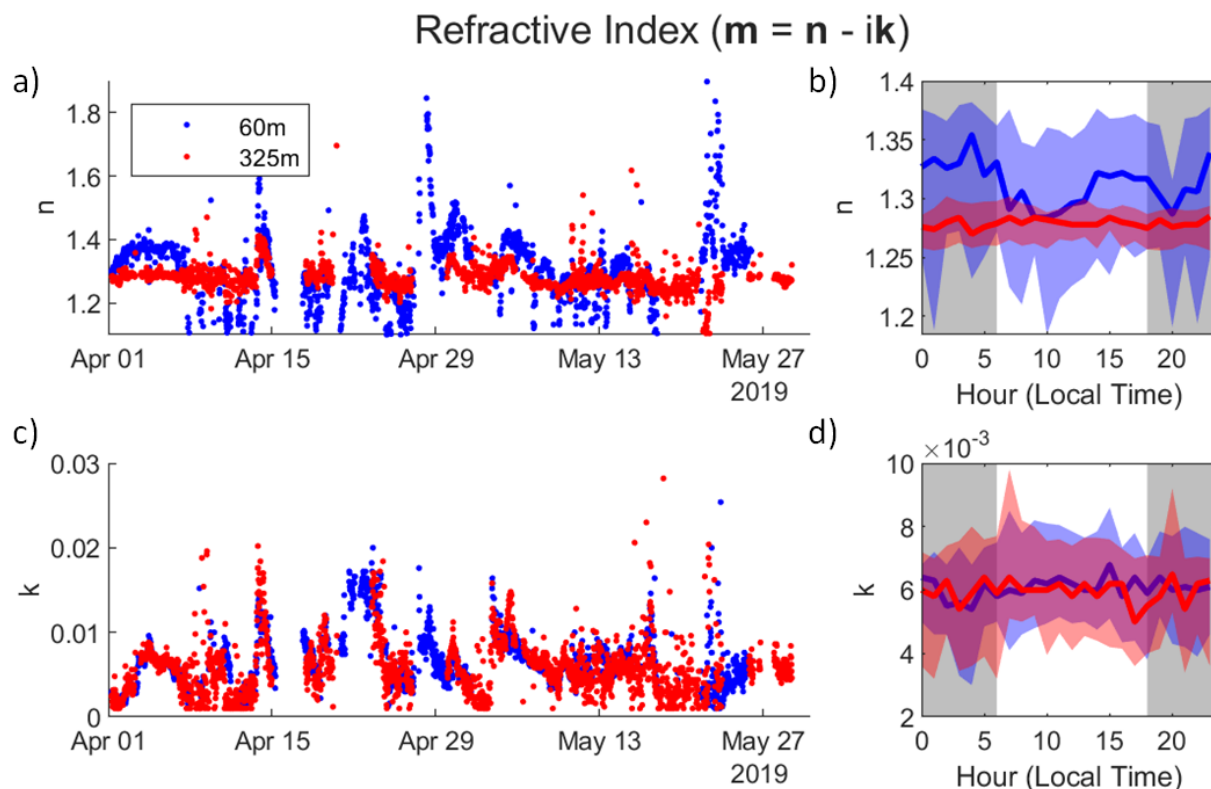 Refractive Index (m = n - ik)
a)
n
1.8
1.6
1.4
1.2
60m
325m
Apr 01
Apr 15
Apr 29
May 13
May 27
2019
b)
n
1.4
1.35
1.3
1.25
1.2
0
5
10
15
20
Hour (Local Time)
c)
k
0.03
0.02
0.01
0
Apr 01
Apr 15
Apr 29
May 13
May 27
2019
d)
×10⁻³
k
10
8
6
4
2
0
5
10
15
20
Hour (Local Time)